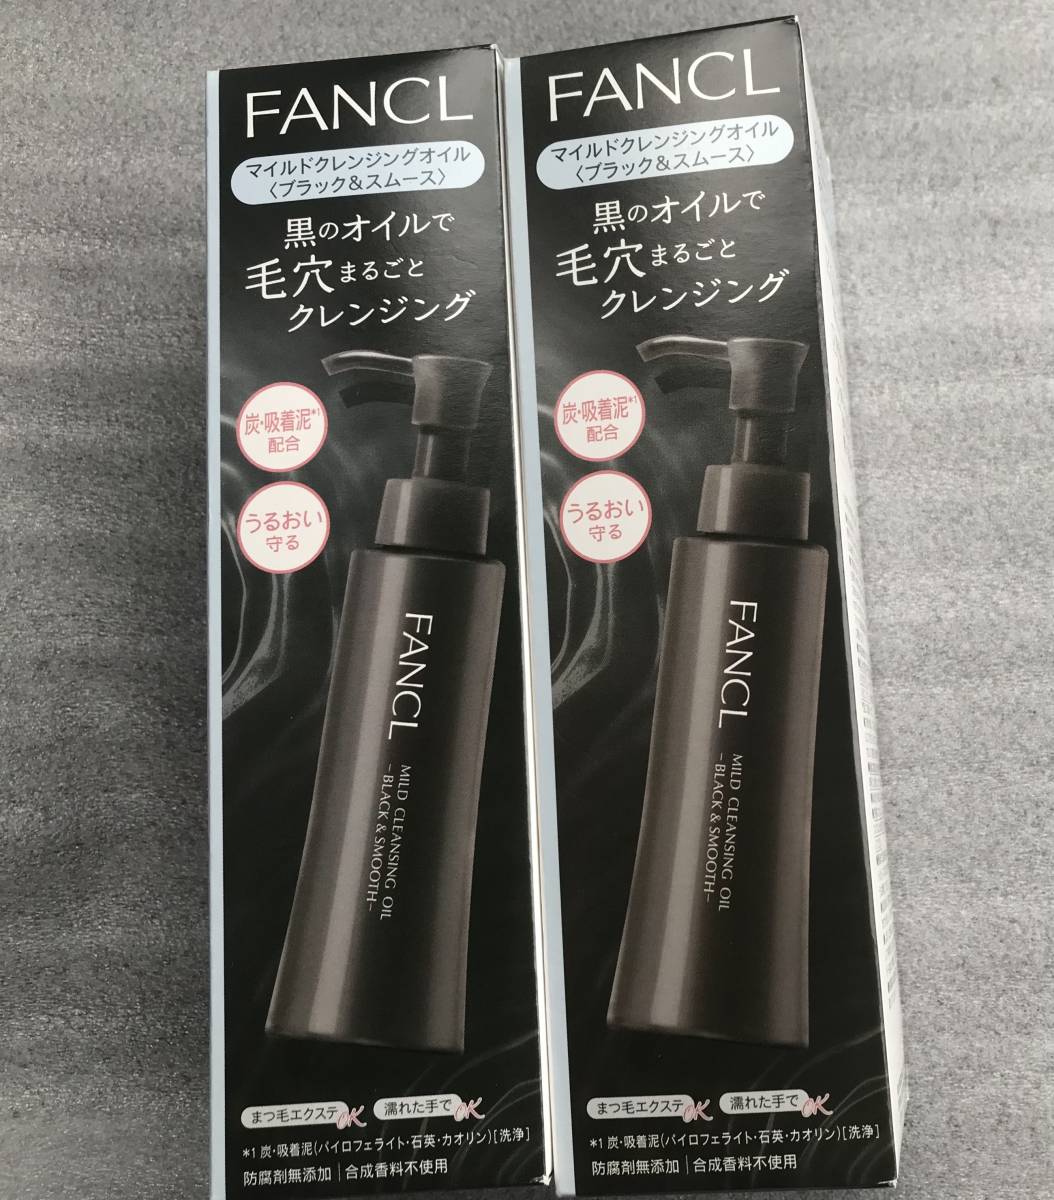 FANCL
マイルドクレンジングオイル
〈ブラック&スムース〉
黒のオイルで
毛穴まるごと
クレンジング
炭・吸着泥*1
配合
うるおい
守る
FANCL
MILD CLEANSING OIL
-BLACK & SMOOTH-
まつ毛エクステOK 濡れた手でOK
*1 炭・吸着泥(パイロフェライト・石英・カオリン)[洗浄]
防腐剤無添加|合成香料不使用
FANCL
マイルドクレンジングオイル
〈ブラック&スムース〉
黒のオイルで
毛穴まるごと
クレンジング
炭・吸着泥*1
配合
うるおい
守る
FANCL
MILD CLEANSING OIL
-BLACK & SMOOTH-
まつ毛エクステOK 濡れた手でOK
*1 炭・吸着泥(パイロフェライト・石英・カオリン)[洗浄]
防腐剤無添加|合成香料不使用